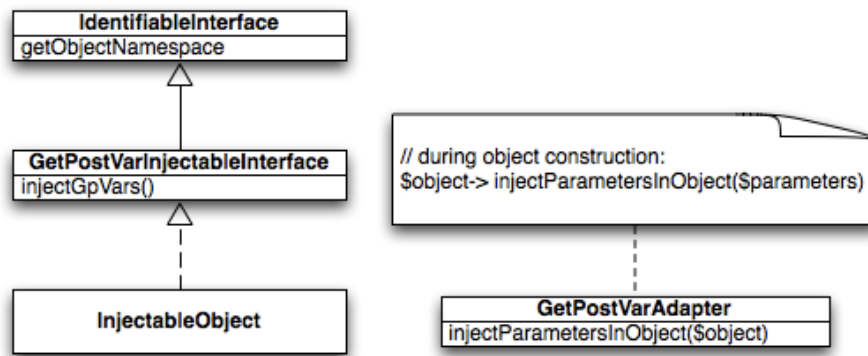 IdentifiableInterface
getObjectNamespace
GetPostVarInjectableInterface
injectGpVars()
InjectableObject
// during object construction:
$object-> injectParametersInObject($parameters)
GetPostVarAdapter
injectParametersInObject($object)